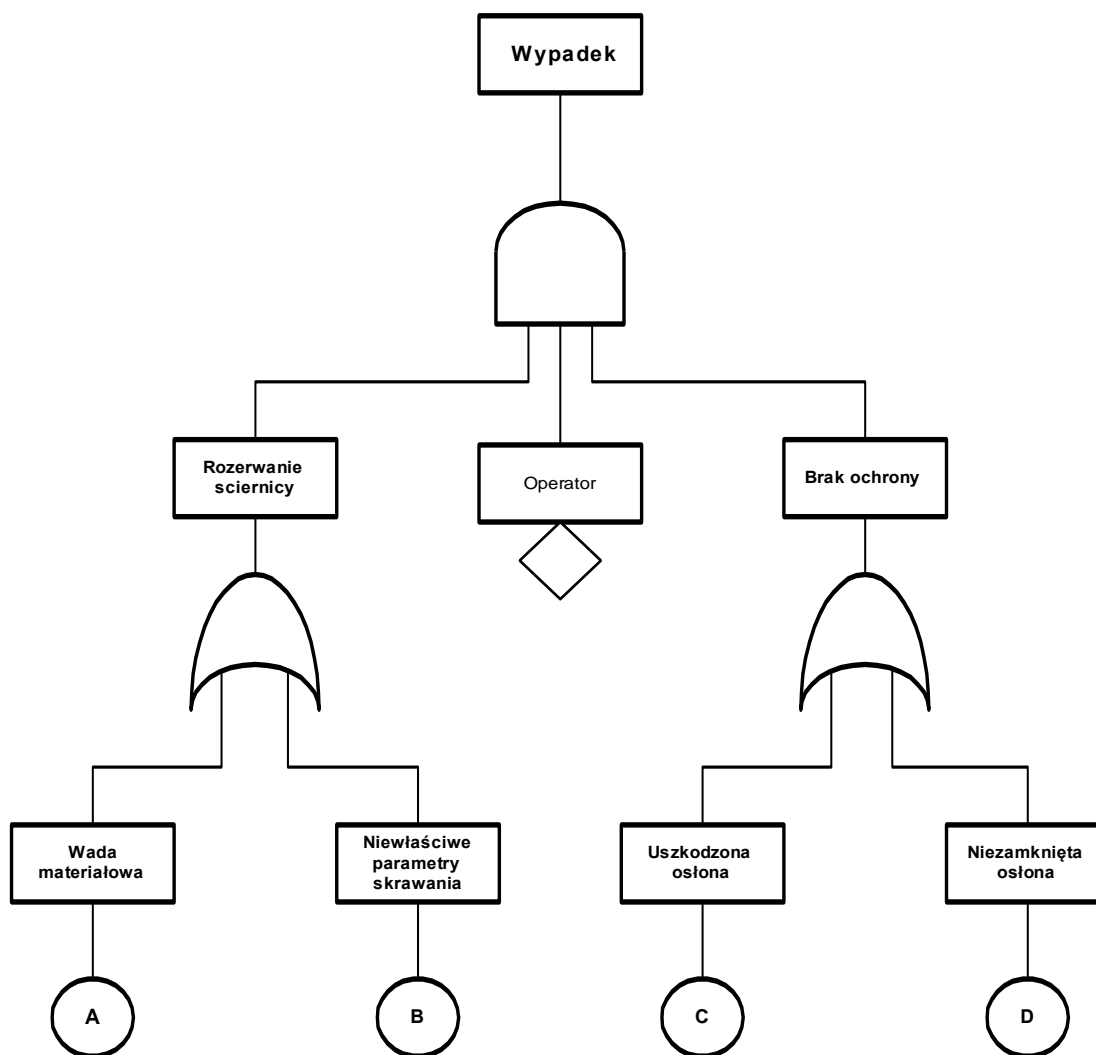 Wypadek
Rozerwanie
sciernicy
Operator
Brak ochrony
Wada
materiałowa
Niewłaściwe
parametry
skrawania
Uszkodzona
osłona
Niezamknięta
osłona
A
B
C
D